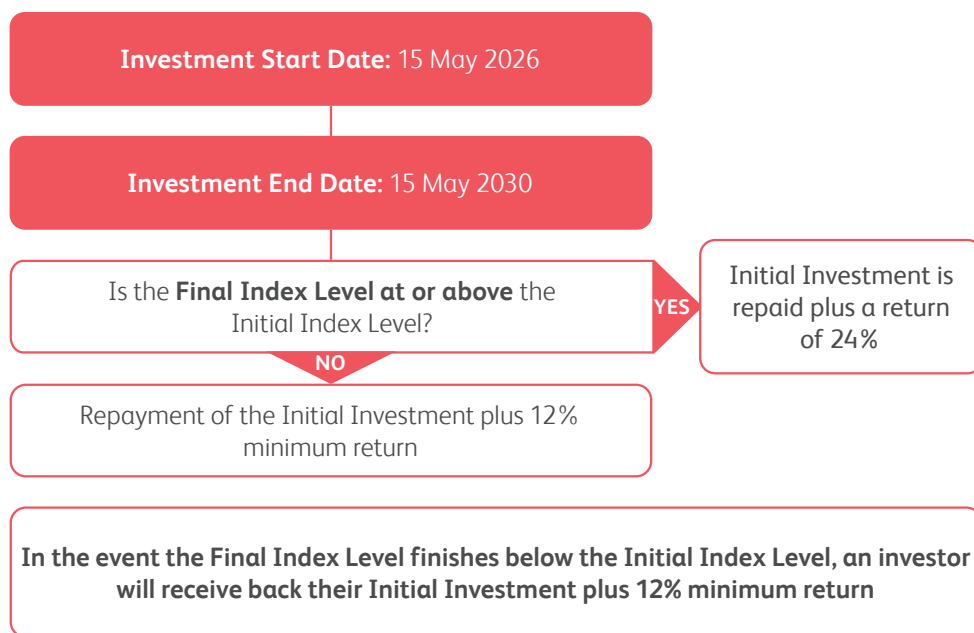 Investment Start Date: 15 May 2026
Investment End Date: 15 May 2030
Is the Final Index Level at or above the
Initial Index Level?
YES
Initial Investment is
repaid plus a return
of 24%
NO
Repayment of the Initial Investment plus 12%
minimum return
In the event the Final Index Level finishes below the Initial Index Level, an investor
will receive back their Initial Investment plus 12% minimum return